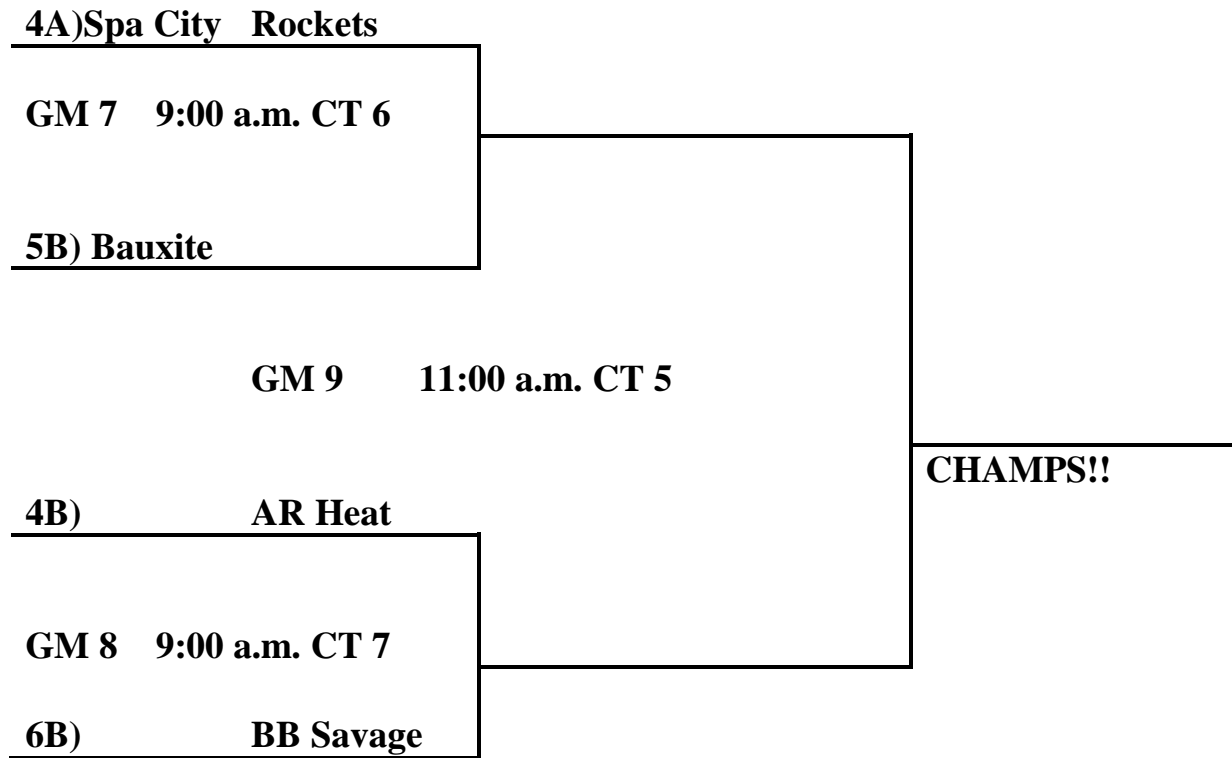 4A)Spa City Rockets
GM 7 9:00 a.m. CT 6
5B) Bauxite
GM 9 11:00 a.m. CT 5
CHAMPS!!
4B) AR Heat
GM 8 9:00 a.m. CT 7
6B) BB Savage